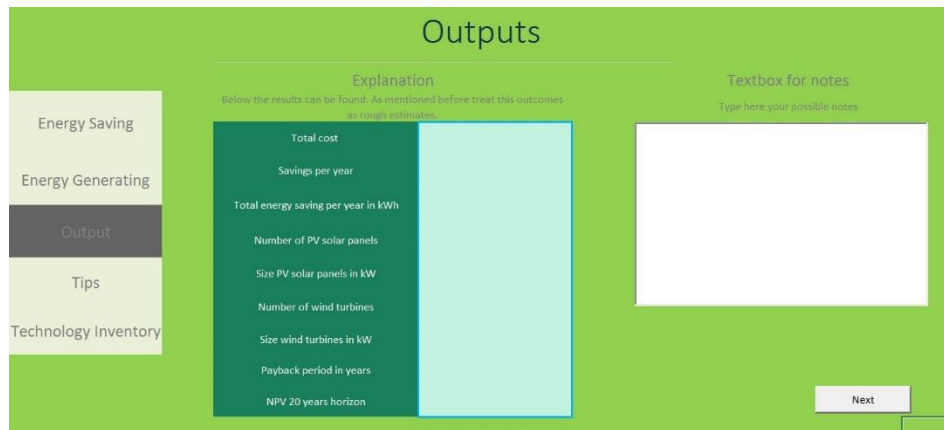 Outputs
Explanation
Below the results can be found. As mentioned before treat this outcomes
as rough estimates.
Textbox for notes
Type here your possible notes
Energy Saving
Energy Generating
Output
Tips
Technology Inventory
Total cost
Savings per year
Total energy saving per year in kWh
Number of PV solar panels
Size PV solar panels in kW
Number of wind turbines
Size wind turbines in kW
Payback period in years
NPV 20 years horizon
Next